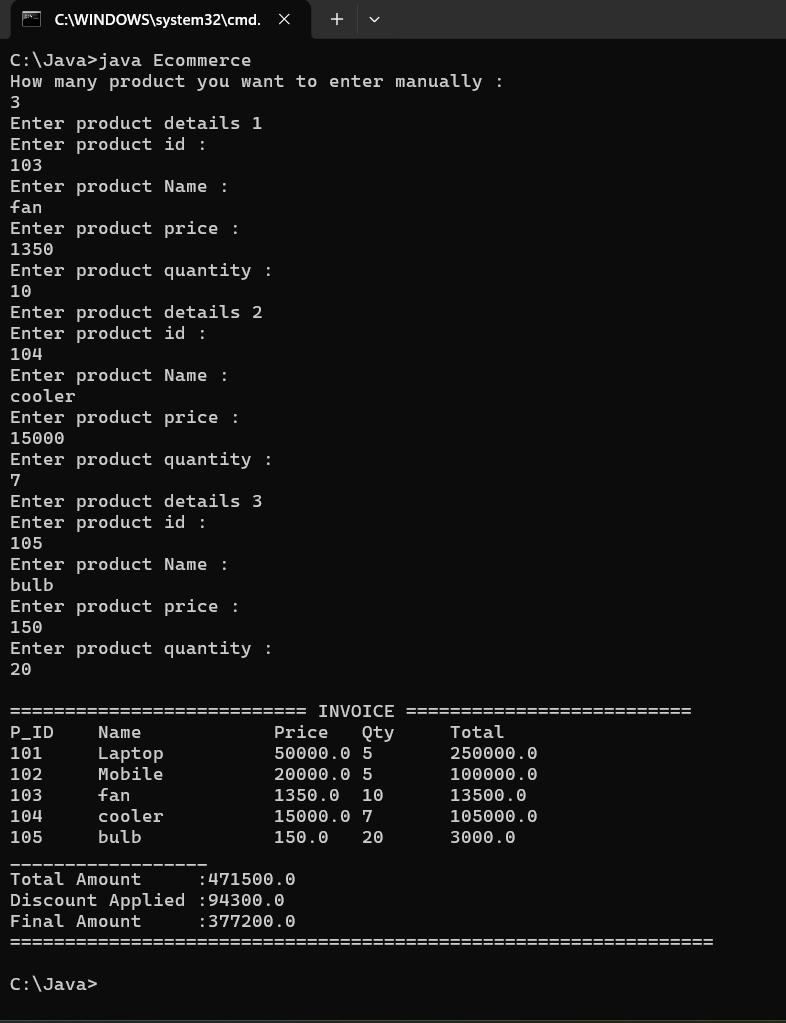 C:\WINDOWS\system32\cmd.
C:\Java>java Ecommerce
How many product you want to enter manually :
3
Enter product details 1
Enter product id :
103
Enter product Name :
fan
Enter product price :
1350
Enter product quantity :
10
Enter product details 2
Enter product id :
104
Enter product Name :
cooler
Enter product price :
15000
Enter product quantity :
7
Enter product details 3
Enter product id :
105
Enter product Name :
bulb
Enter product price :
150
Enter product quantity :
20
=========================== INVOICE ==========================
P_ID    Name            Price   Qty     Total
101     Laptop          50000.0 5       250000.0
102     Mobile          20000.0 5       100000.0
103     fan             1350.0  10      13500.0
104     cooler          15000.0 7       105000.0
105     bulb            150.0   20      3000.0
__________________
Total Amount     :471500.0
Discount Applied :94300.0
Final Amount     :377200.0
================================================================
C:\Java>